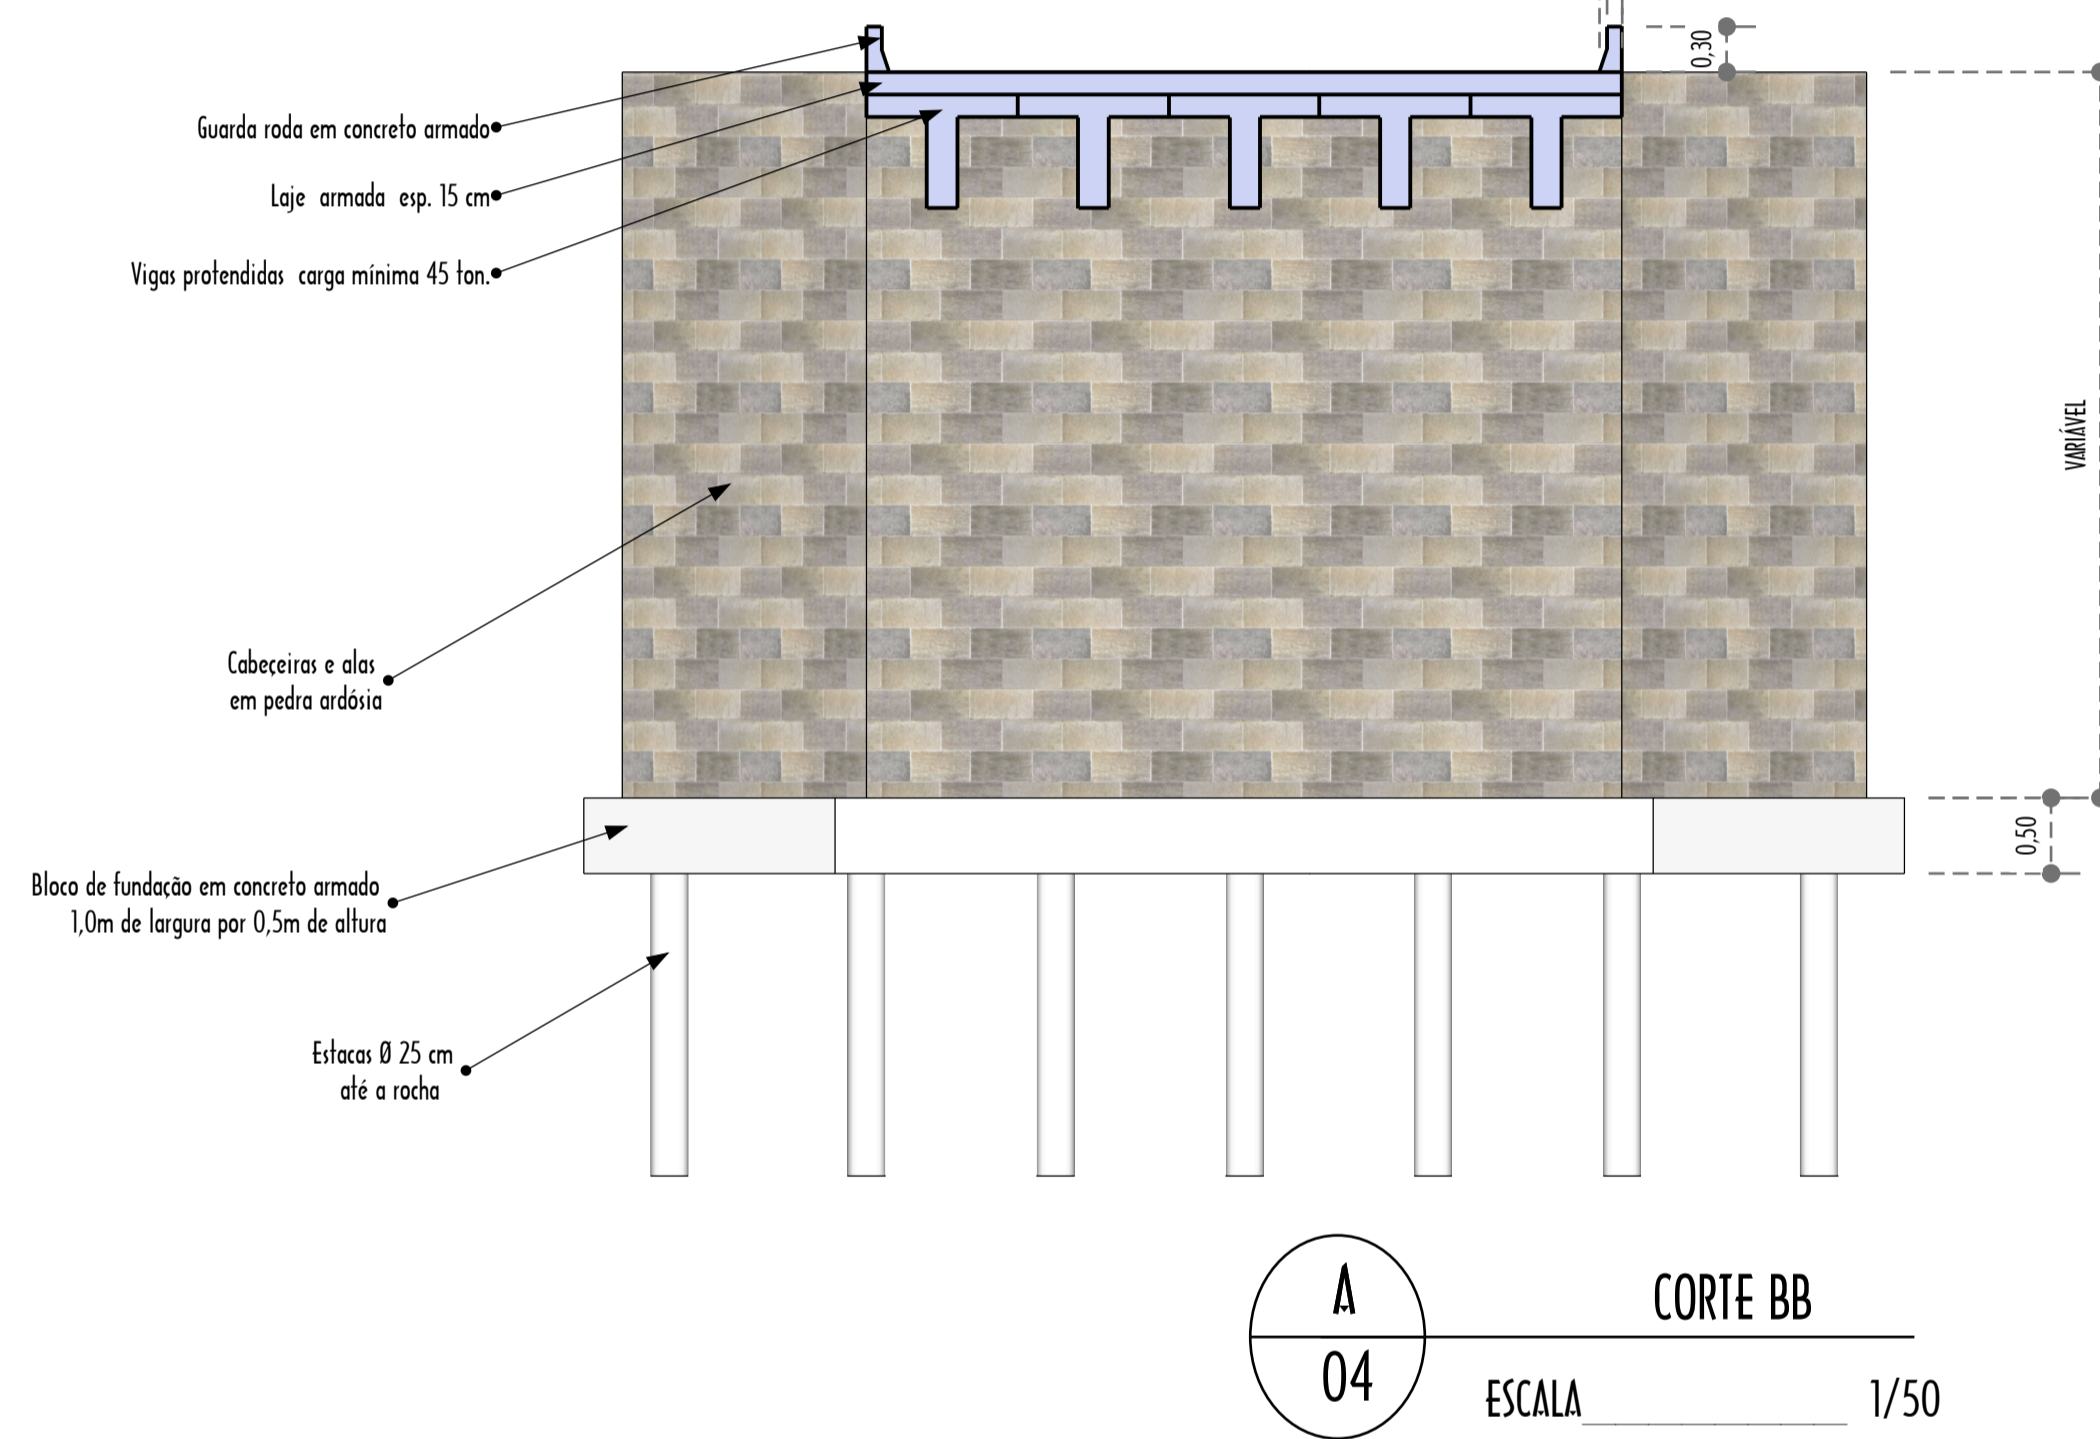 0,30
Guarda roda em concreto armado
Laje armada esp. 15 cm
Vigas protendidas carga mínima 45 ton.
VARIÁVEL
Cabeçeiras e alas
em pedra ardósia
0,50
Bloco de fundação em concreto armado
1,0m de largura por 0,5m de altura
Estacas Ø 25 cm
até a rocha
A
04
CORTE BB
ESCALA 1/50